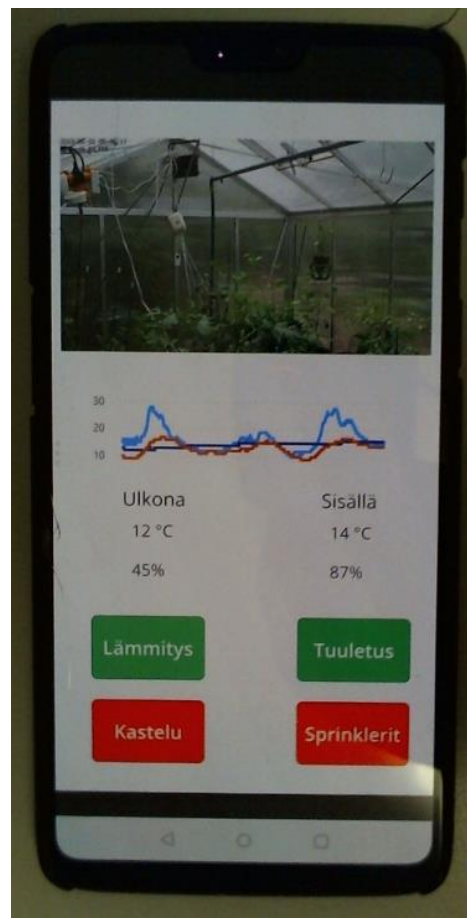 30
20
10
Ulkona
Sisällä
12 °C
14 °C
45%
87%
Lämmitys
Tuuletus
Kastelu
Sprinklerit